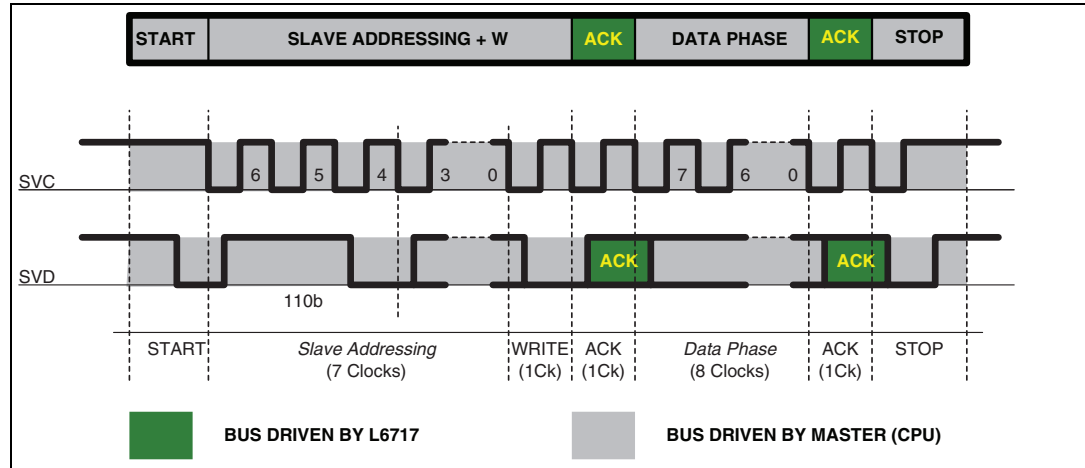 START SLAVE ADDRESSING + W ACK DATA PHASE ACK STOP
SVC 6 5 4 3 0 7 6 0
SVD ACK ACK
110b
START Slave Addressing WRITE ACK Data Phase ACK STOP
(7 Clocks) (1Ck) (1Ck) (8 Clocks) (1Ck)
BUS DRIVEN BY L6717 BUS DRIVEN BY MASTER (CPU)